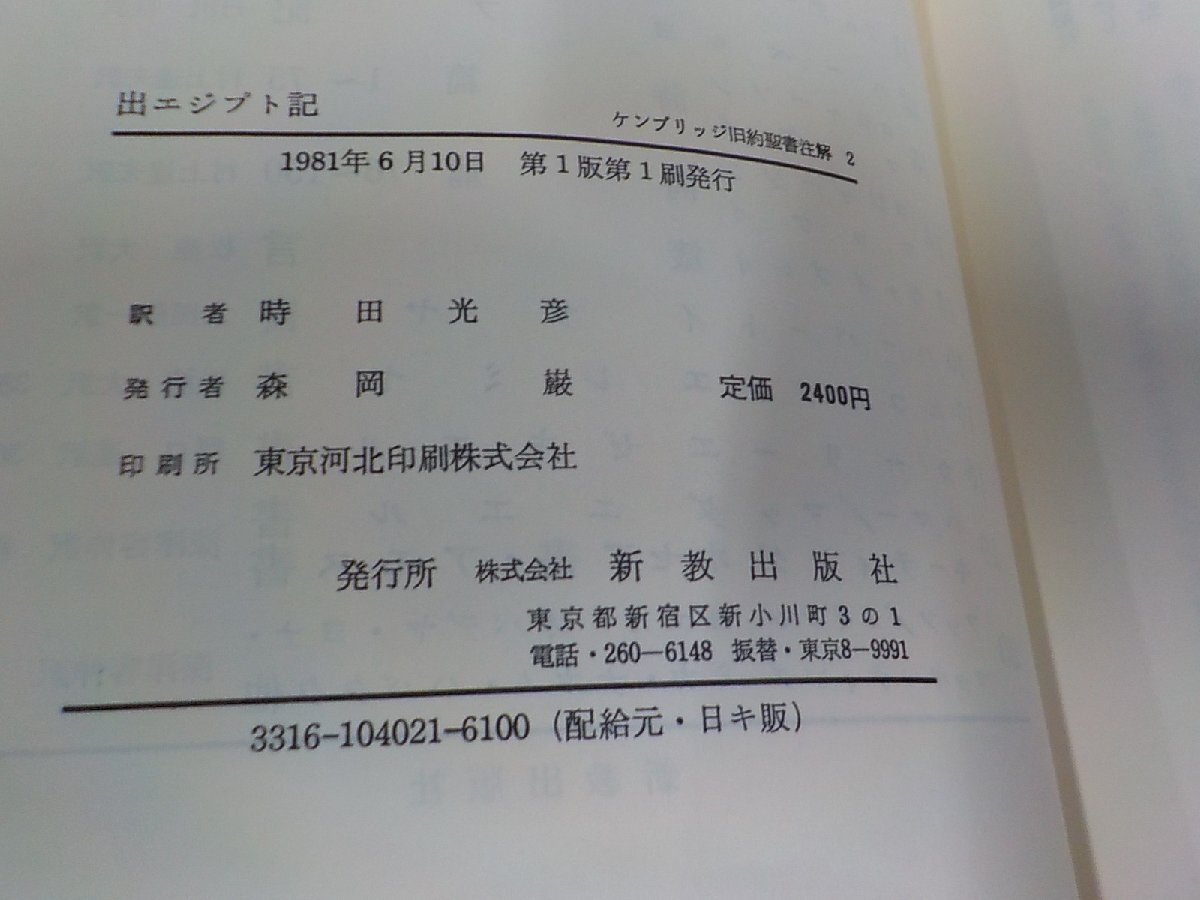 出エジプト記
ケンブリッジ旧約聖書注解 2
1981年6月10日 第1版第1刷発行
訳者 時田光彦
発行者 森岡巌 定価 2400円
印刷所 東京河北印刷株式会社
発行所 株式会社 新教出版社
東京都新宿区新小川町3の1
電話・260—6148 振替・東京8—9991
3316-104021-6100（配給元・日キ販）